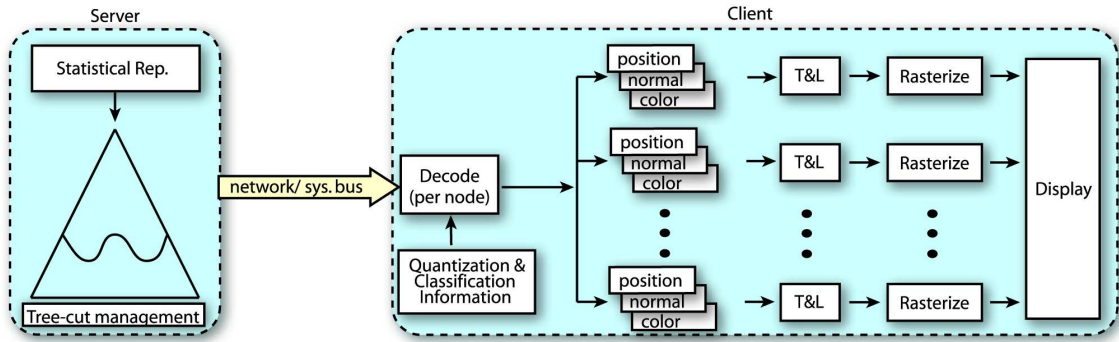 Server
Statistical Rep.
Tree-cut management
network/ sys.bus
Client
Decode
(per node)
Quantization &
Classification
Information
position
normal
color
T&L
Rasterize
position
normal
color
T&L
Rasterize
position
normal
color
T&L
Rasterize
Display